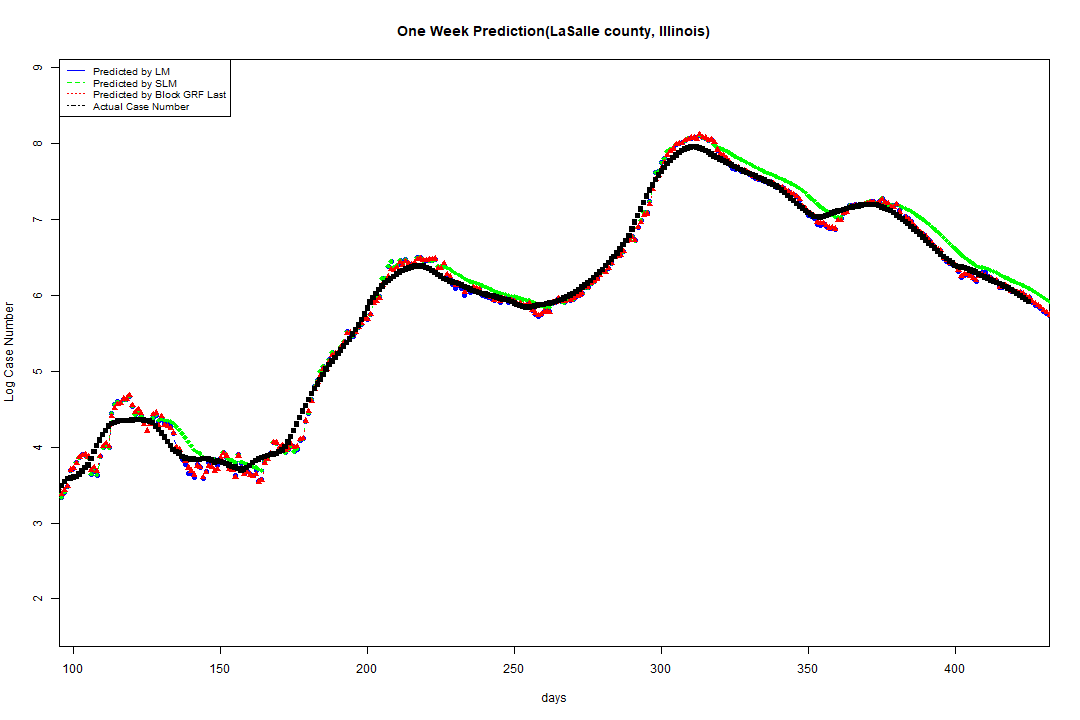 One Week Prediction(LaSalle county, Illinois)
Predicted by LM
Predicted by SLM
Predicted by Block GRF Last
Actual Case Number
9
8
7
6
5
4
3
2
Log Case Number
100 150 200 250 300 350 400
days